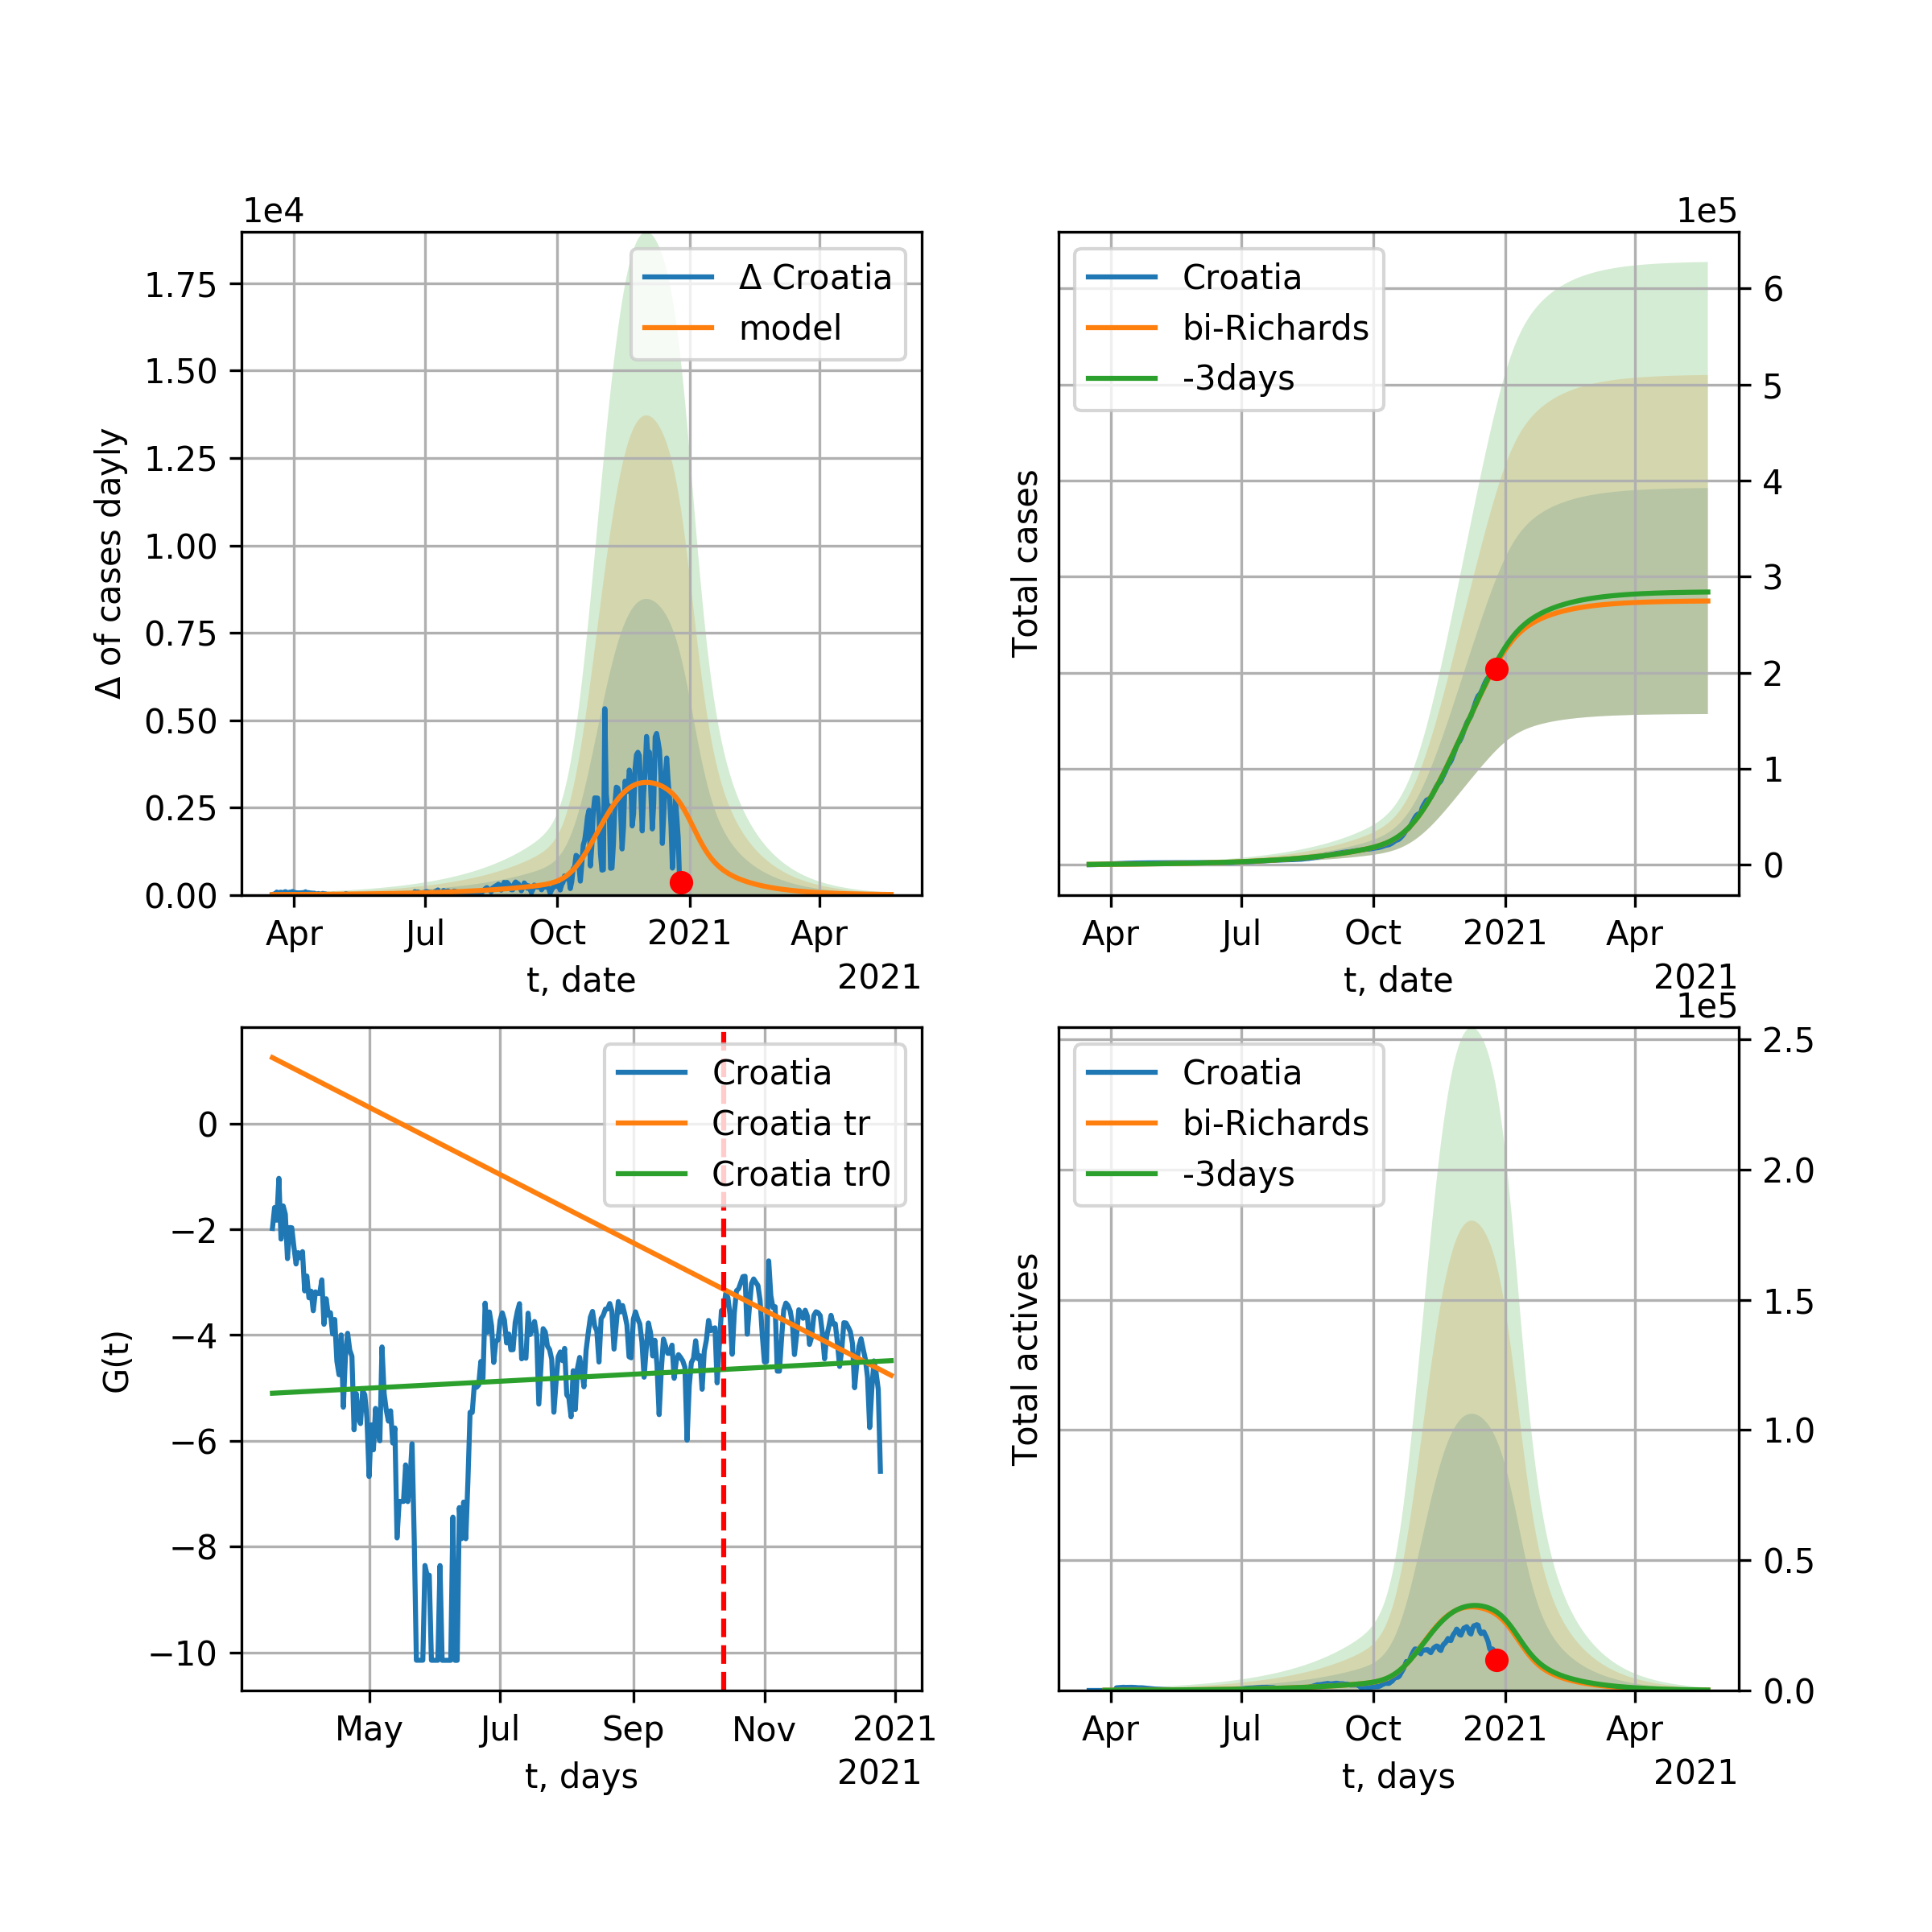 1e4
Δ of cases dayly
1.75
1.50
1.25
1.00
0.75
0.50
0.25
0.00
Δ Croatia
model
Apr Jul Oct 2021 Apr
t, date
2021
1e5
Total cases
Croatia
bi-Richards
-3days
6
5
4
3
2
1
0
Apr Jul Oct 2021 Apr
t, date
2021
G(t)
0
−2
−4
−6
−8
−10
Croatia
Croatia tr
Croatia tr0
May Jul Sep Nov 2021
t, days
2021
1e5
Total actives
Croatia
bi-Richards
-3days
2.5
2.0
1.5
1.0
0.5
0.0
Apr Jul Oct 2021 Apr
t, days
2021